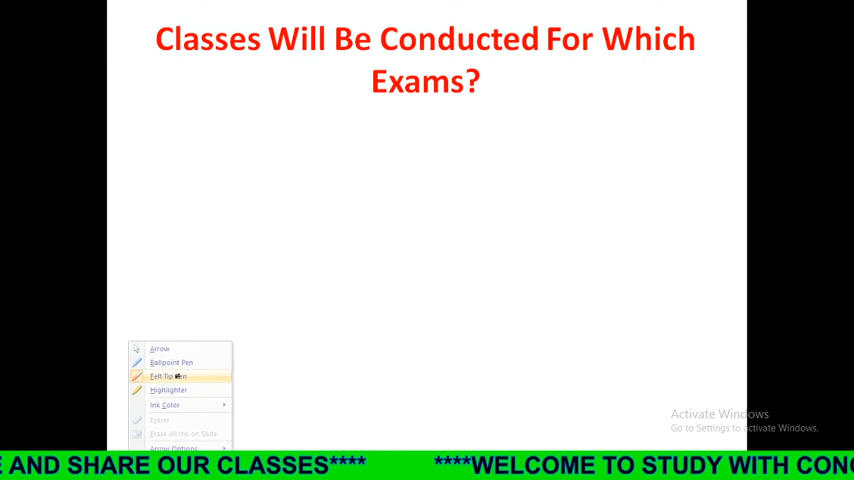 Classes Will Be Conducted For Which
Exams?
Arrow
Ballpoint Pen
Felt Tip Pen
Highlighter
Ink Color
Eraser
Erase All Ink on Slide
Arrow Options
Activate Windows
Go to Settings to activate Windows.
E AND SHARE OUR CLASSES**** ****WELCOME TO STUDY WITH CONC